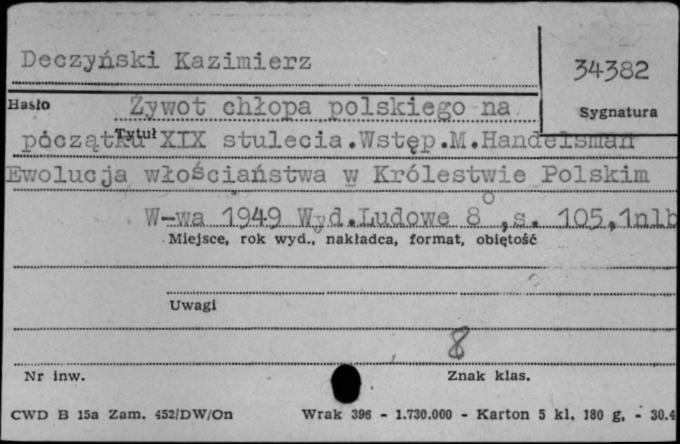 Deczyński Kazimierz
34382
Hasło
Żywot chłopa polskiego na
Sygnatura
początku XIX stulecia.Wstęp.M.Handelsman
Tytuł
Ewolucja włościaństwa w Królestwie Polskim
W-wa 1949 Wyd.Ludowe 8°,s. 105,1nlb
Miejsce, rok wyd., nakładca, format, obiętość
Uwagi
8
Nr inw. Znak klas.
CWD B 15a Zam. 452/DW/On Wrak 396 - 1.730.000 - Karton 5 kl. 180 g, - 30.4